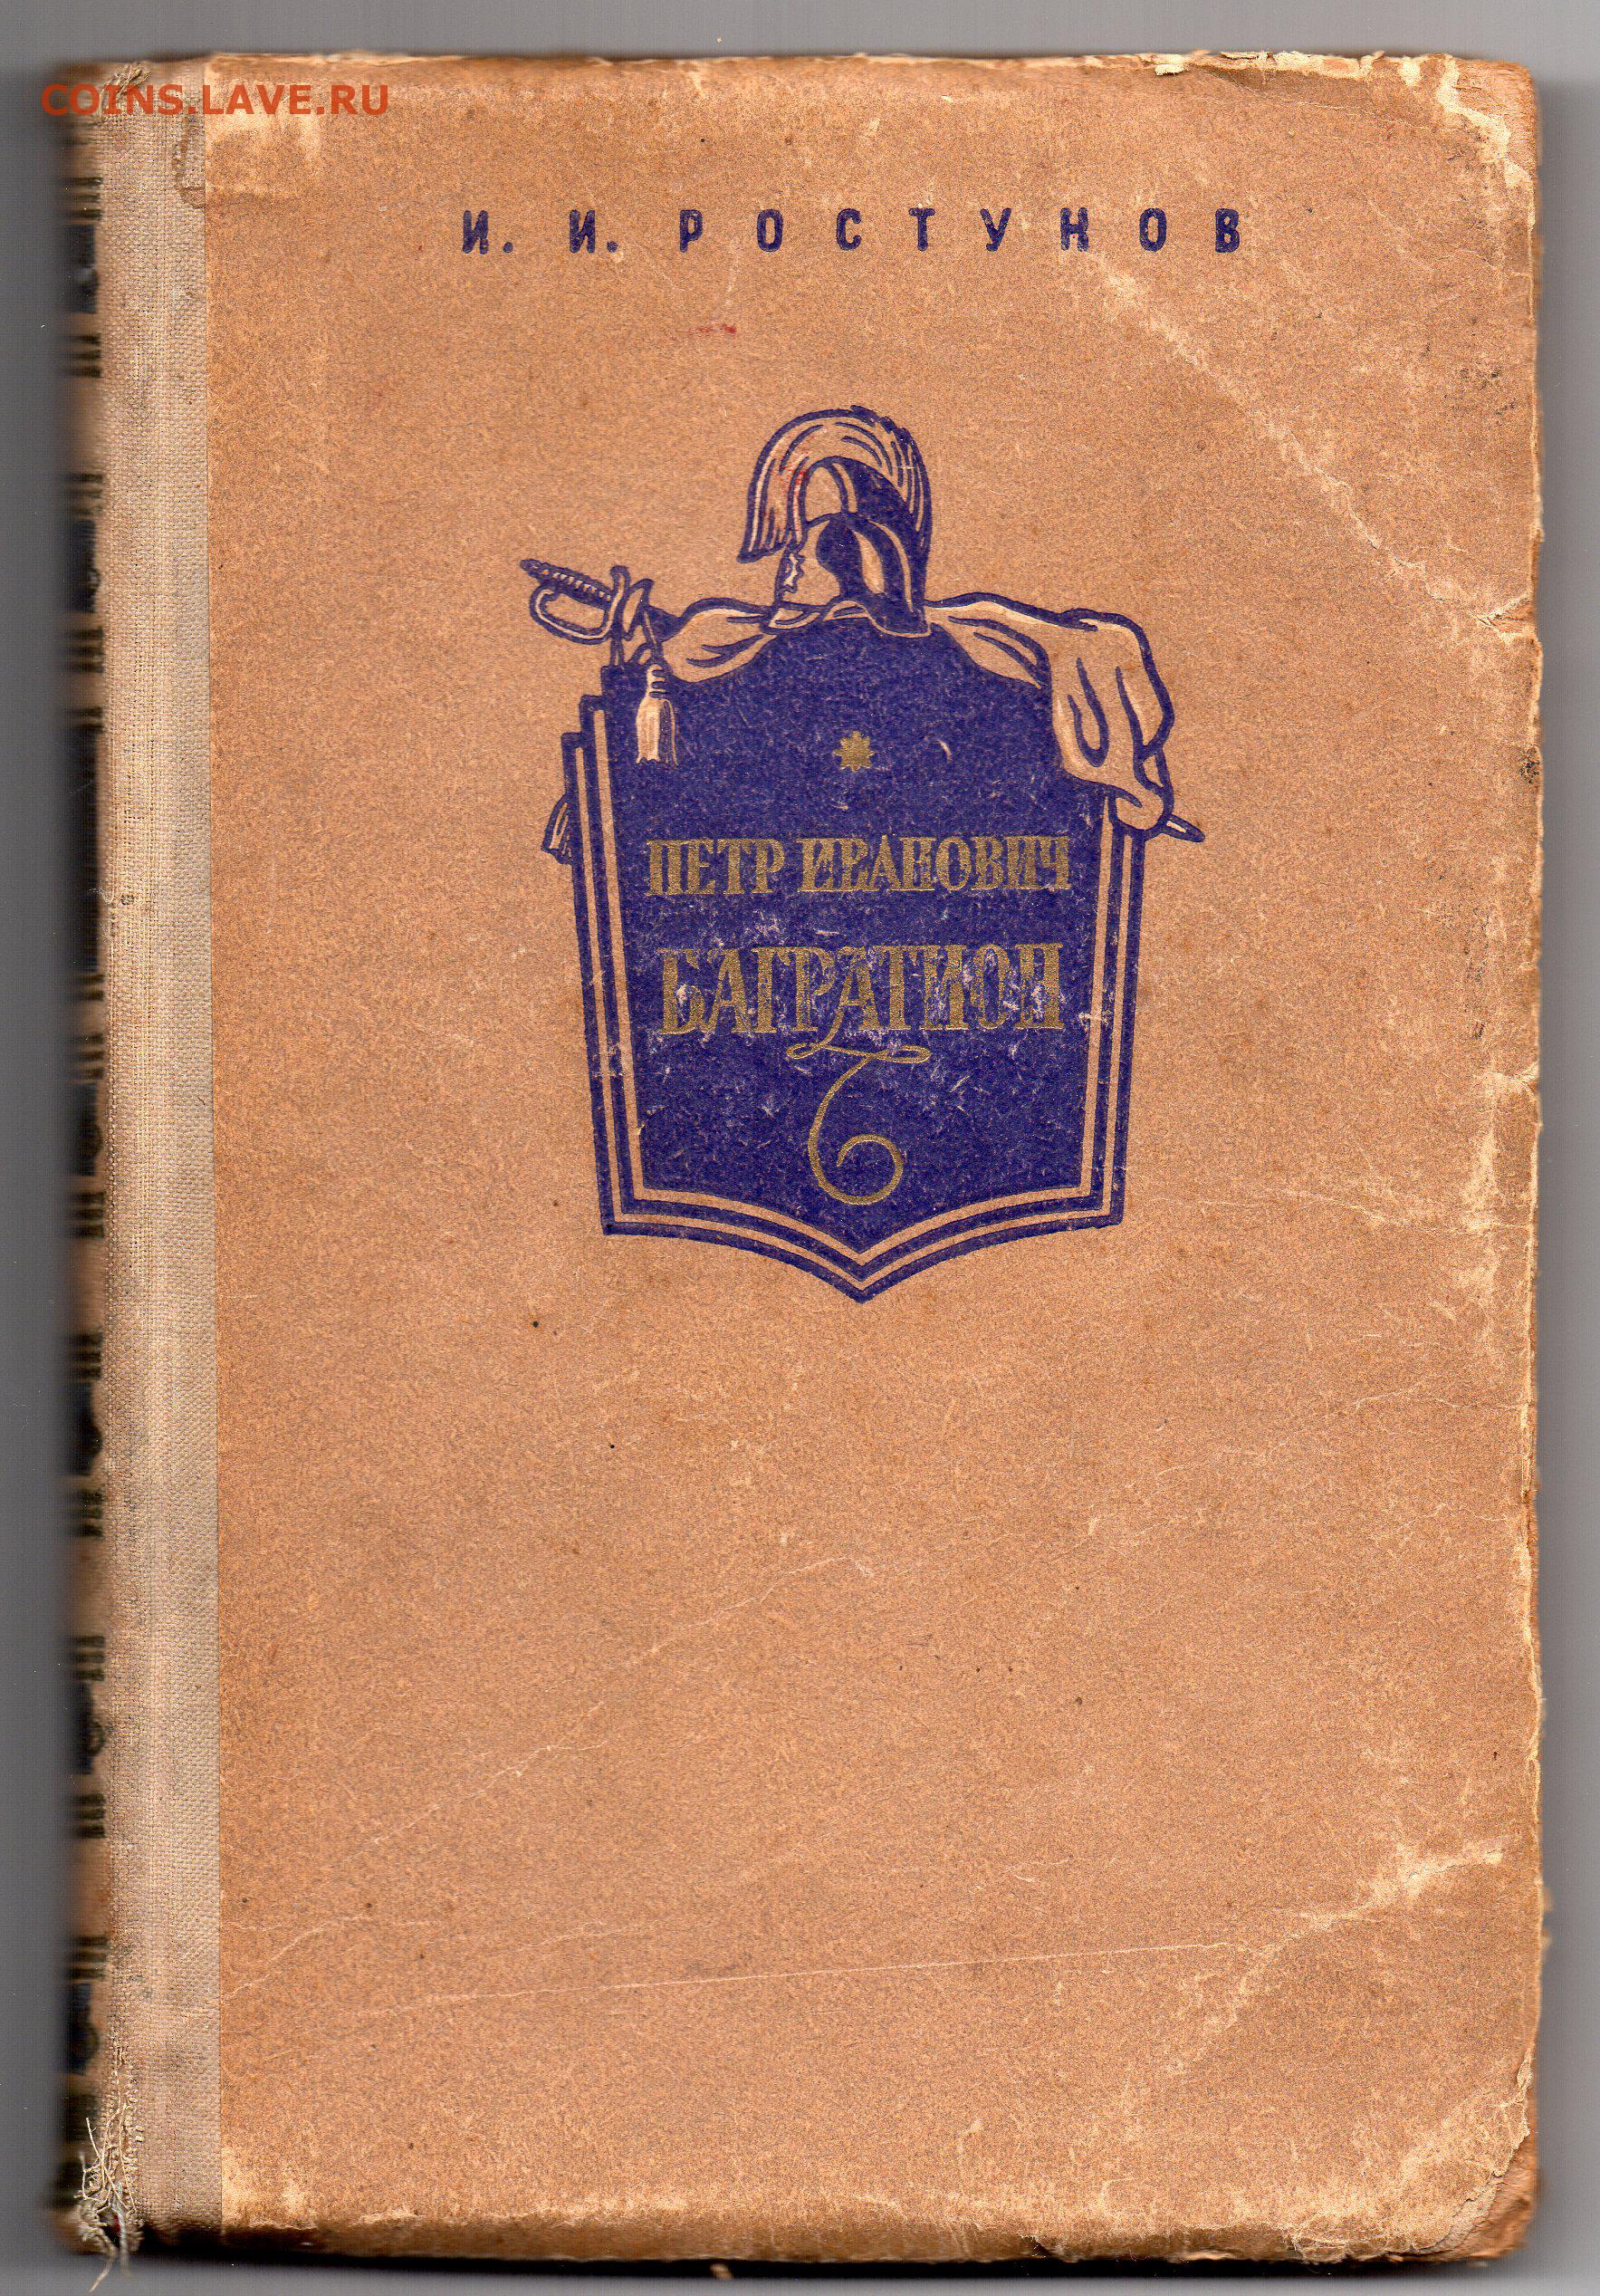 COINS.LAVE.RU
И. И. РОСТУНОВ
ПЕТР ИВАНОВИЧ
БАГРАТИОН